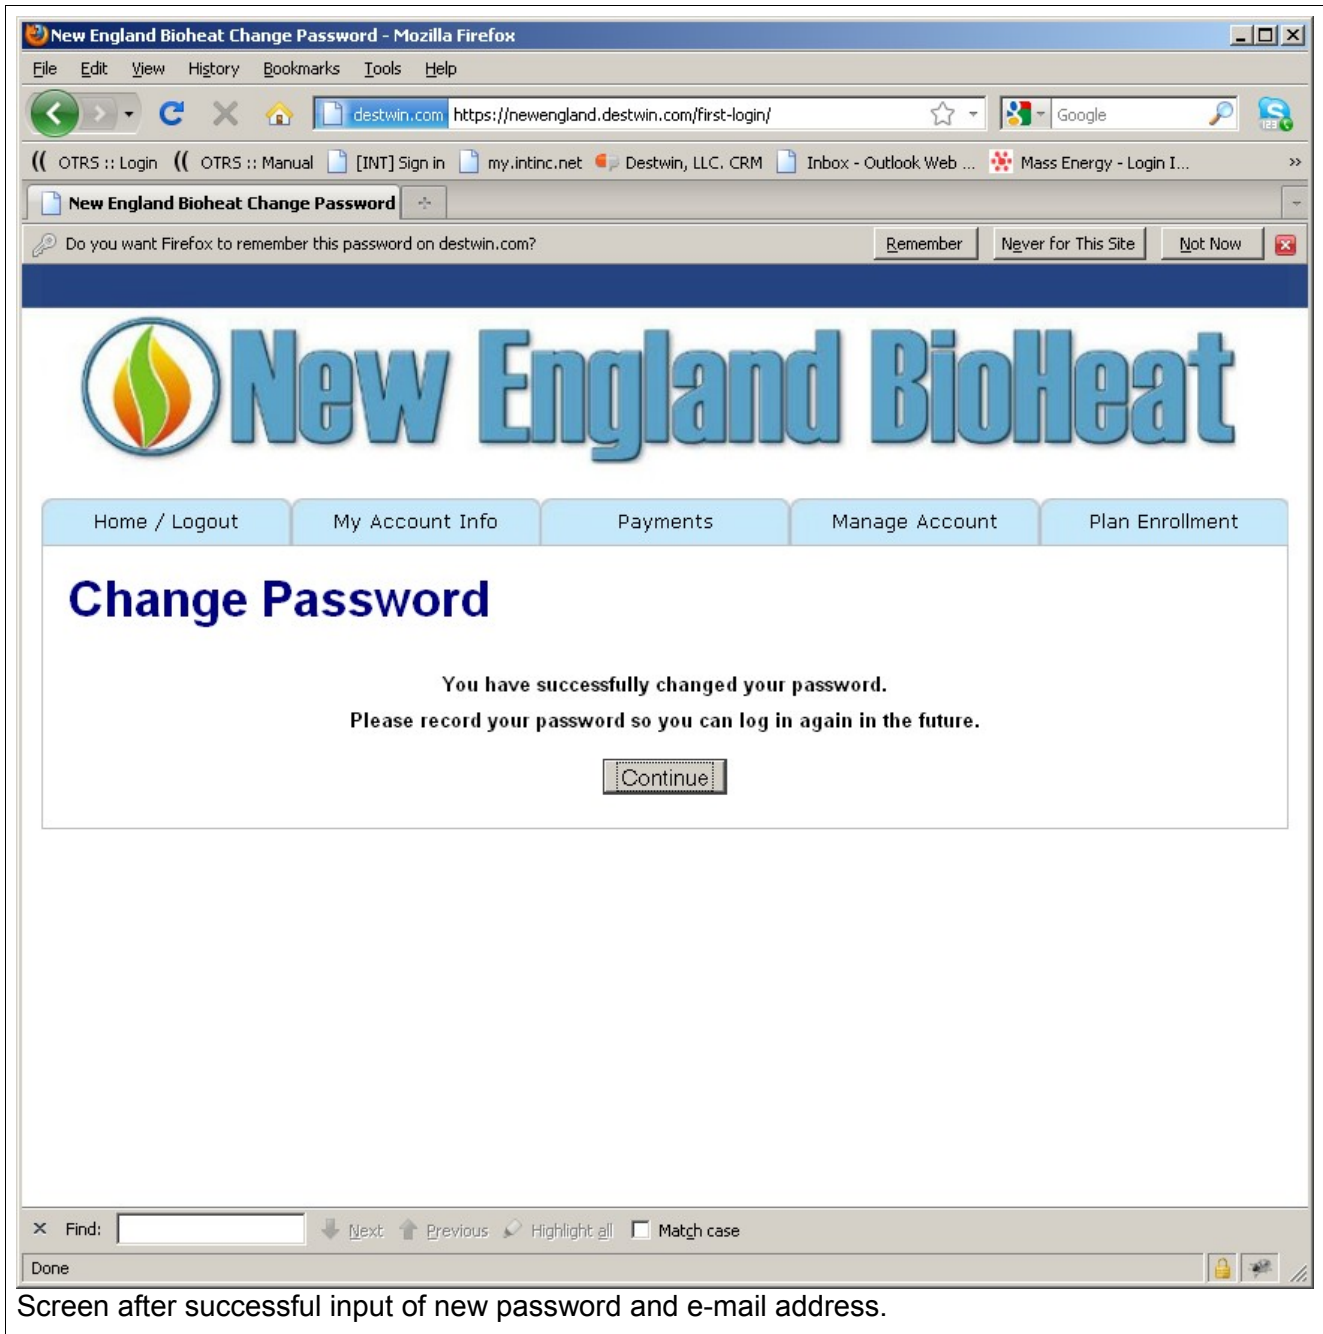 New England Bioheat Change Password - Mozilla Firefox
File Edit View History Bookmarks Tools Help
destwin.com https://newengland.destwin.com/first-login/ Google
OTRS :: Login OTRS :: Manual [INT] Sign in my.intinc.net Destwin, LLC. CRM Inbox - Outlook Web ... Mass Energy - Login I... »
New England Bioheat Change Password
Do you want Firefox to remember this password on destwin.com? Remember Never for This Site Not Now
New England BioHeat
Home / Logout My Account Info Payments Manage Account Plan Enrollment
Change Password
You have successfully changed your password.
Please record your password so you can log in again in the future.
Continue
Find: Next Previous Highlight all Match case
Done
Screen after successful input of new password and e-mail address.